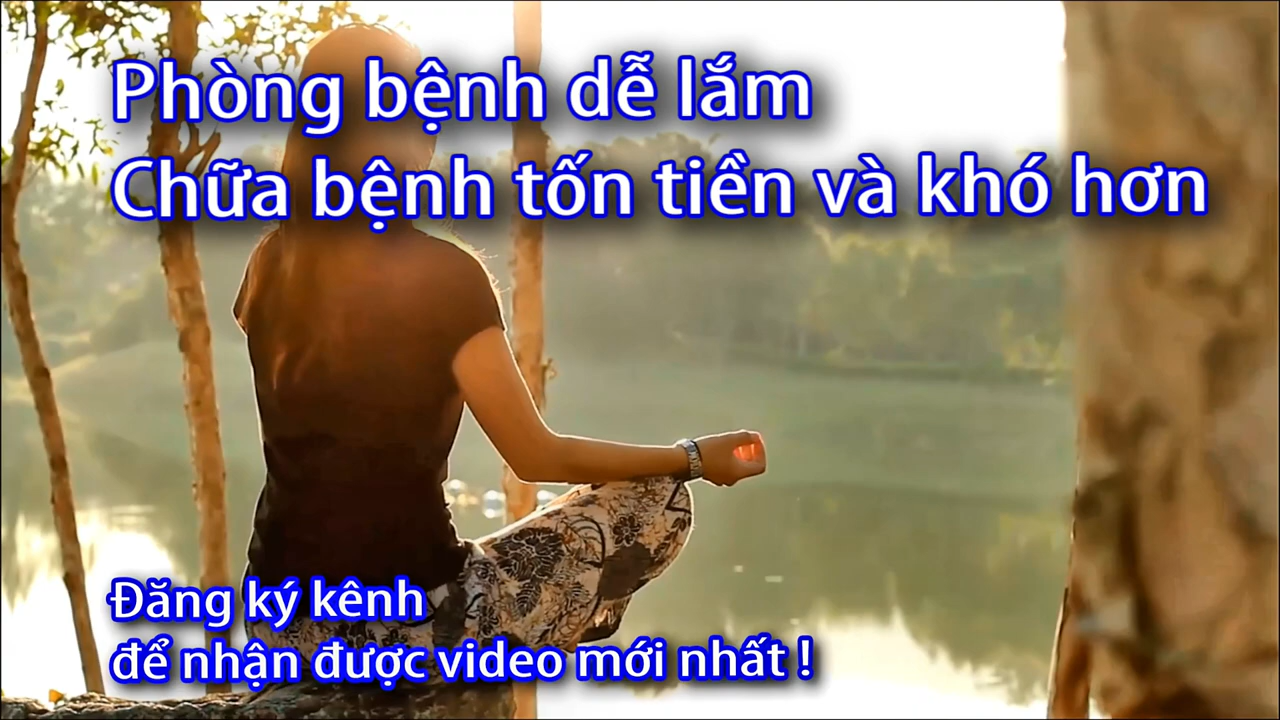 Phòng bệnh dễ lắm
Chữa bệnh tốn tiền và khó hơn
Đăng ký kênh
để nhận được video mới nhất !